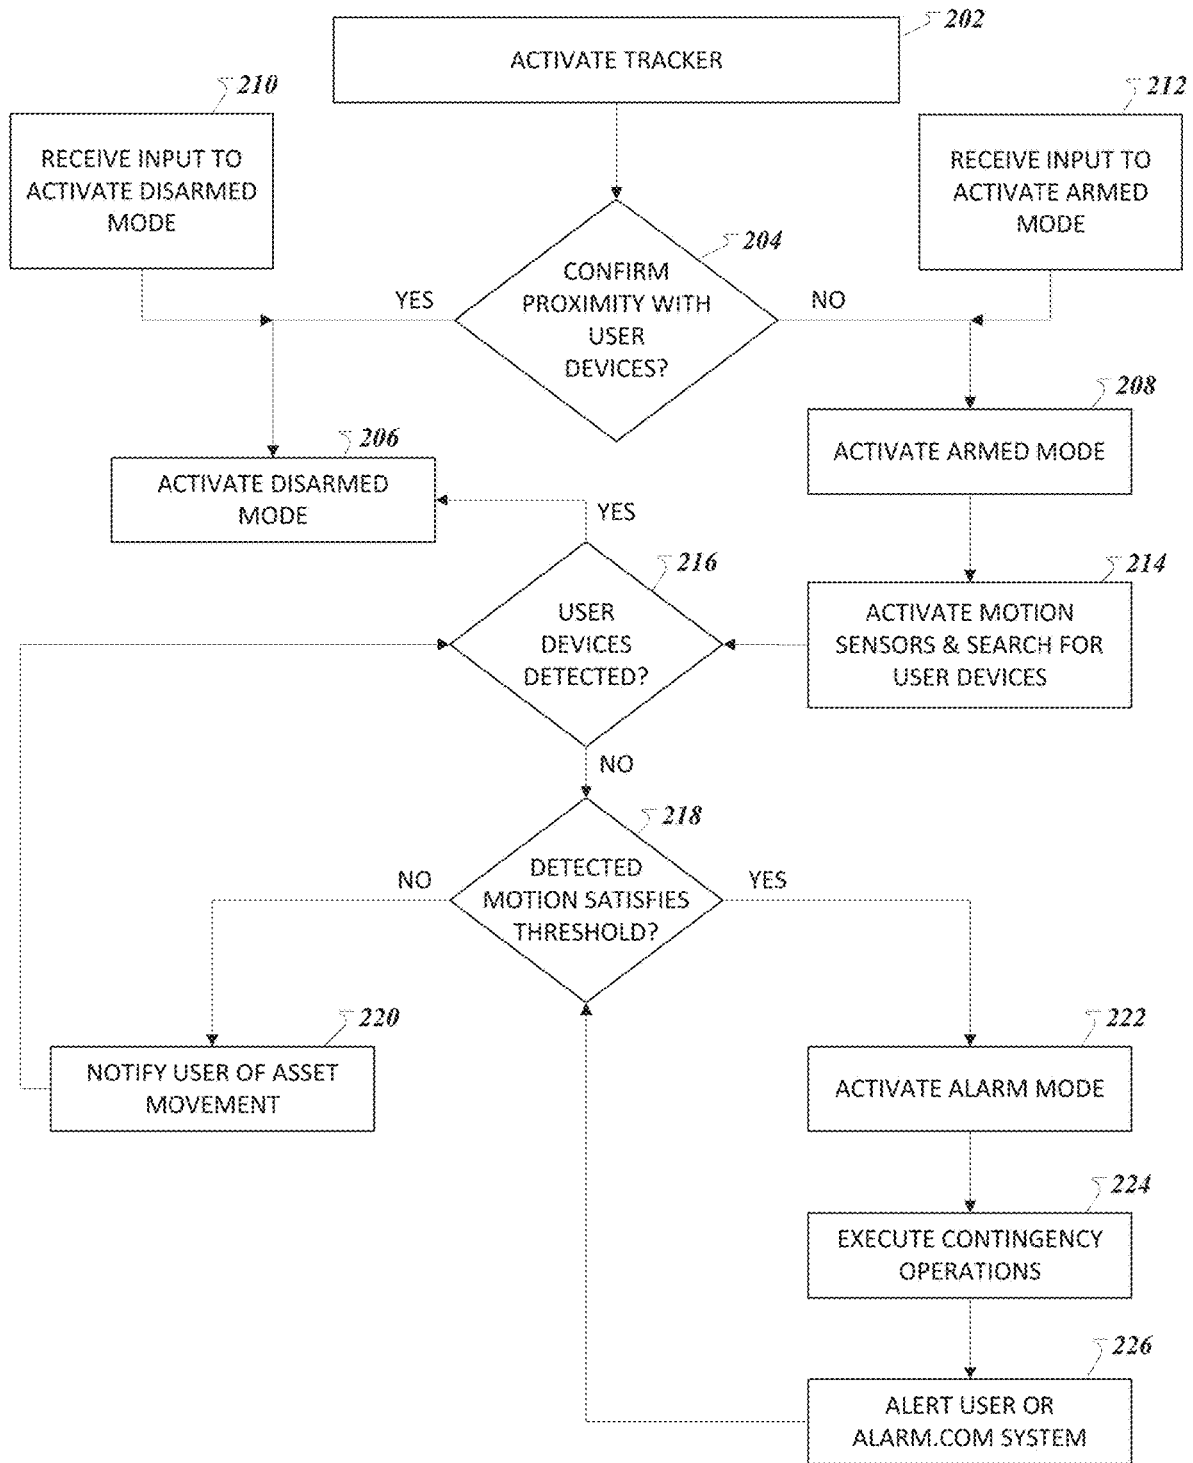 202
ACTIVATE TRACKER
210
RECEIVE INPUT TO
ACTIVATE DISARMED
MODE
212
RECEIVE INPUT TO
ACTIVATE ARMED
MODE
204
CONFIRM
PROXIMITY WITH
USER
DEVICES?
YES
NO
208
ACTIVATE ARMED MODE
206
ACTIVATE DISARMED
MODE
YES
216
USER
DEVICES
DETECTED?
214
ACTIVATE MOTION
SENSORS & SEARCH FOR
USER DEVICES
NO
218
DETECTED
MOTION SATISFIES
THRESHOLD?
NO
YES
220
NOTIFY USER OF ASSET
MOVEMENT
222
ACTIVATE ALARM MODE
224
EXECUTE CONTINGENCY
OPERATIONS
226
ALERT USER OR
ALARM.COM SYSTEM